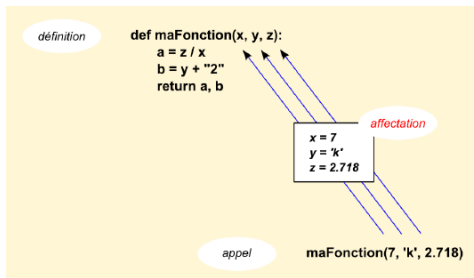 définition
def maFonction(x, y, z):
a = z / x
b = y + "2"
return a, b
affectation
x = 7
y = 'k'
z = 2.718
appel
maFonction(7, 'k', 2.718)